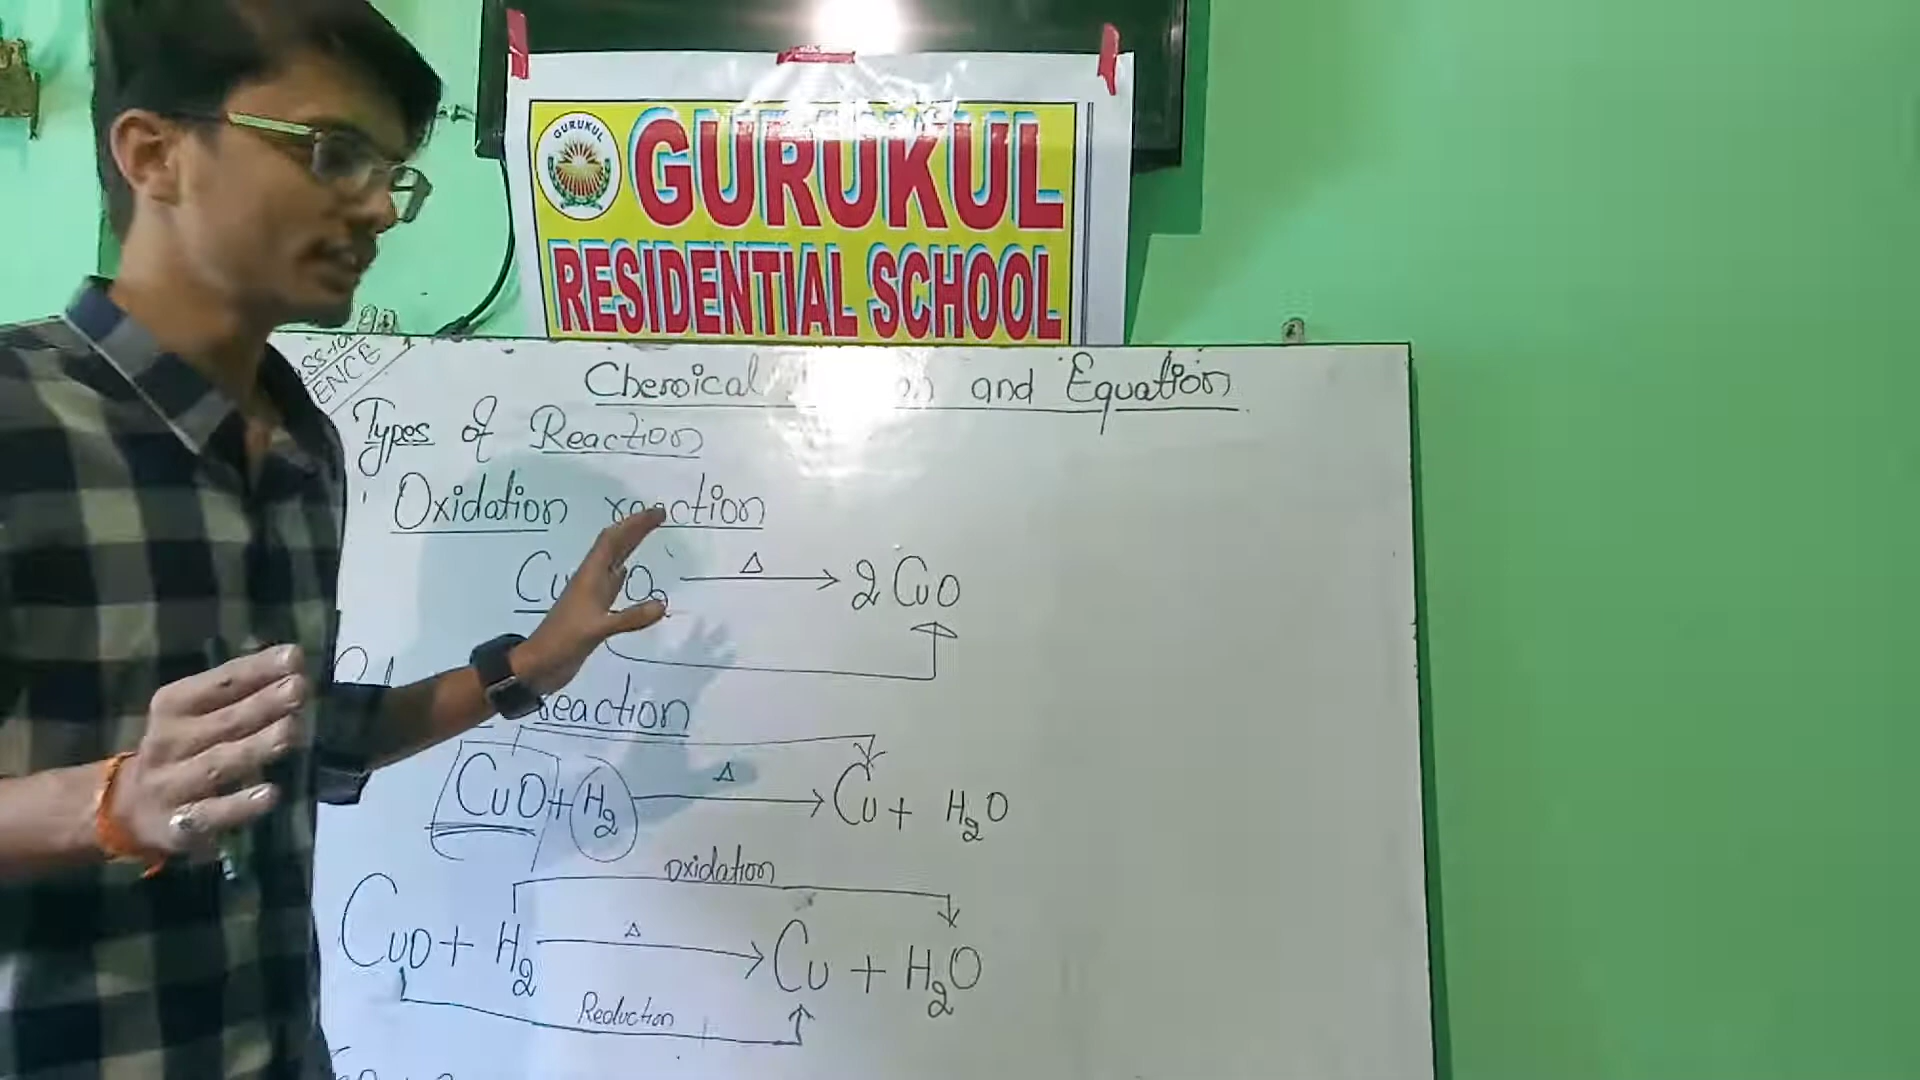 GURUKUL
GURUKUL
RESIDENTIAL SCHOOL
Chemical and Equation
Types of Reaction
Oxidation reaction
O₂ —Δ→ 2 CuO
reaction
CuO + H₂ —Δ→ Cu + H₂O
oxidation
CuO + H₂ —Δ→ Cu + H₂O
Reduction